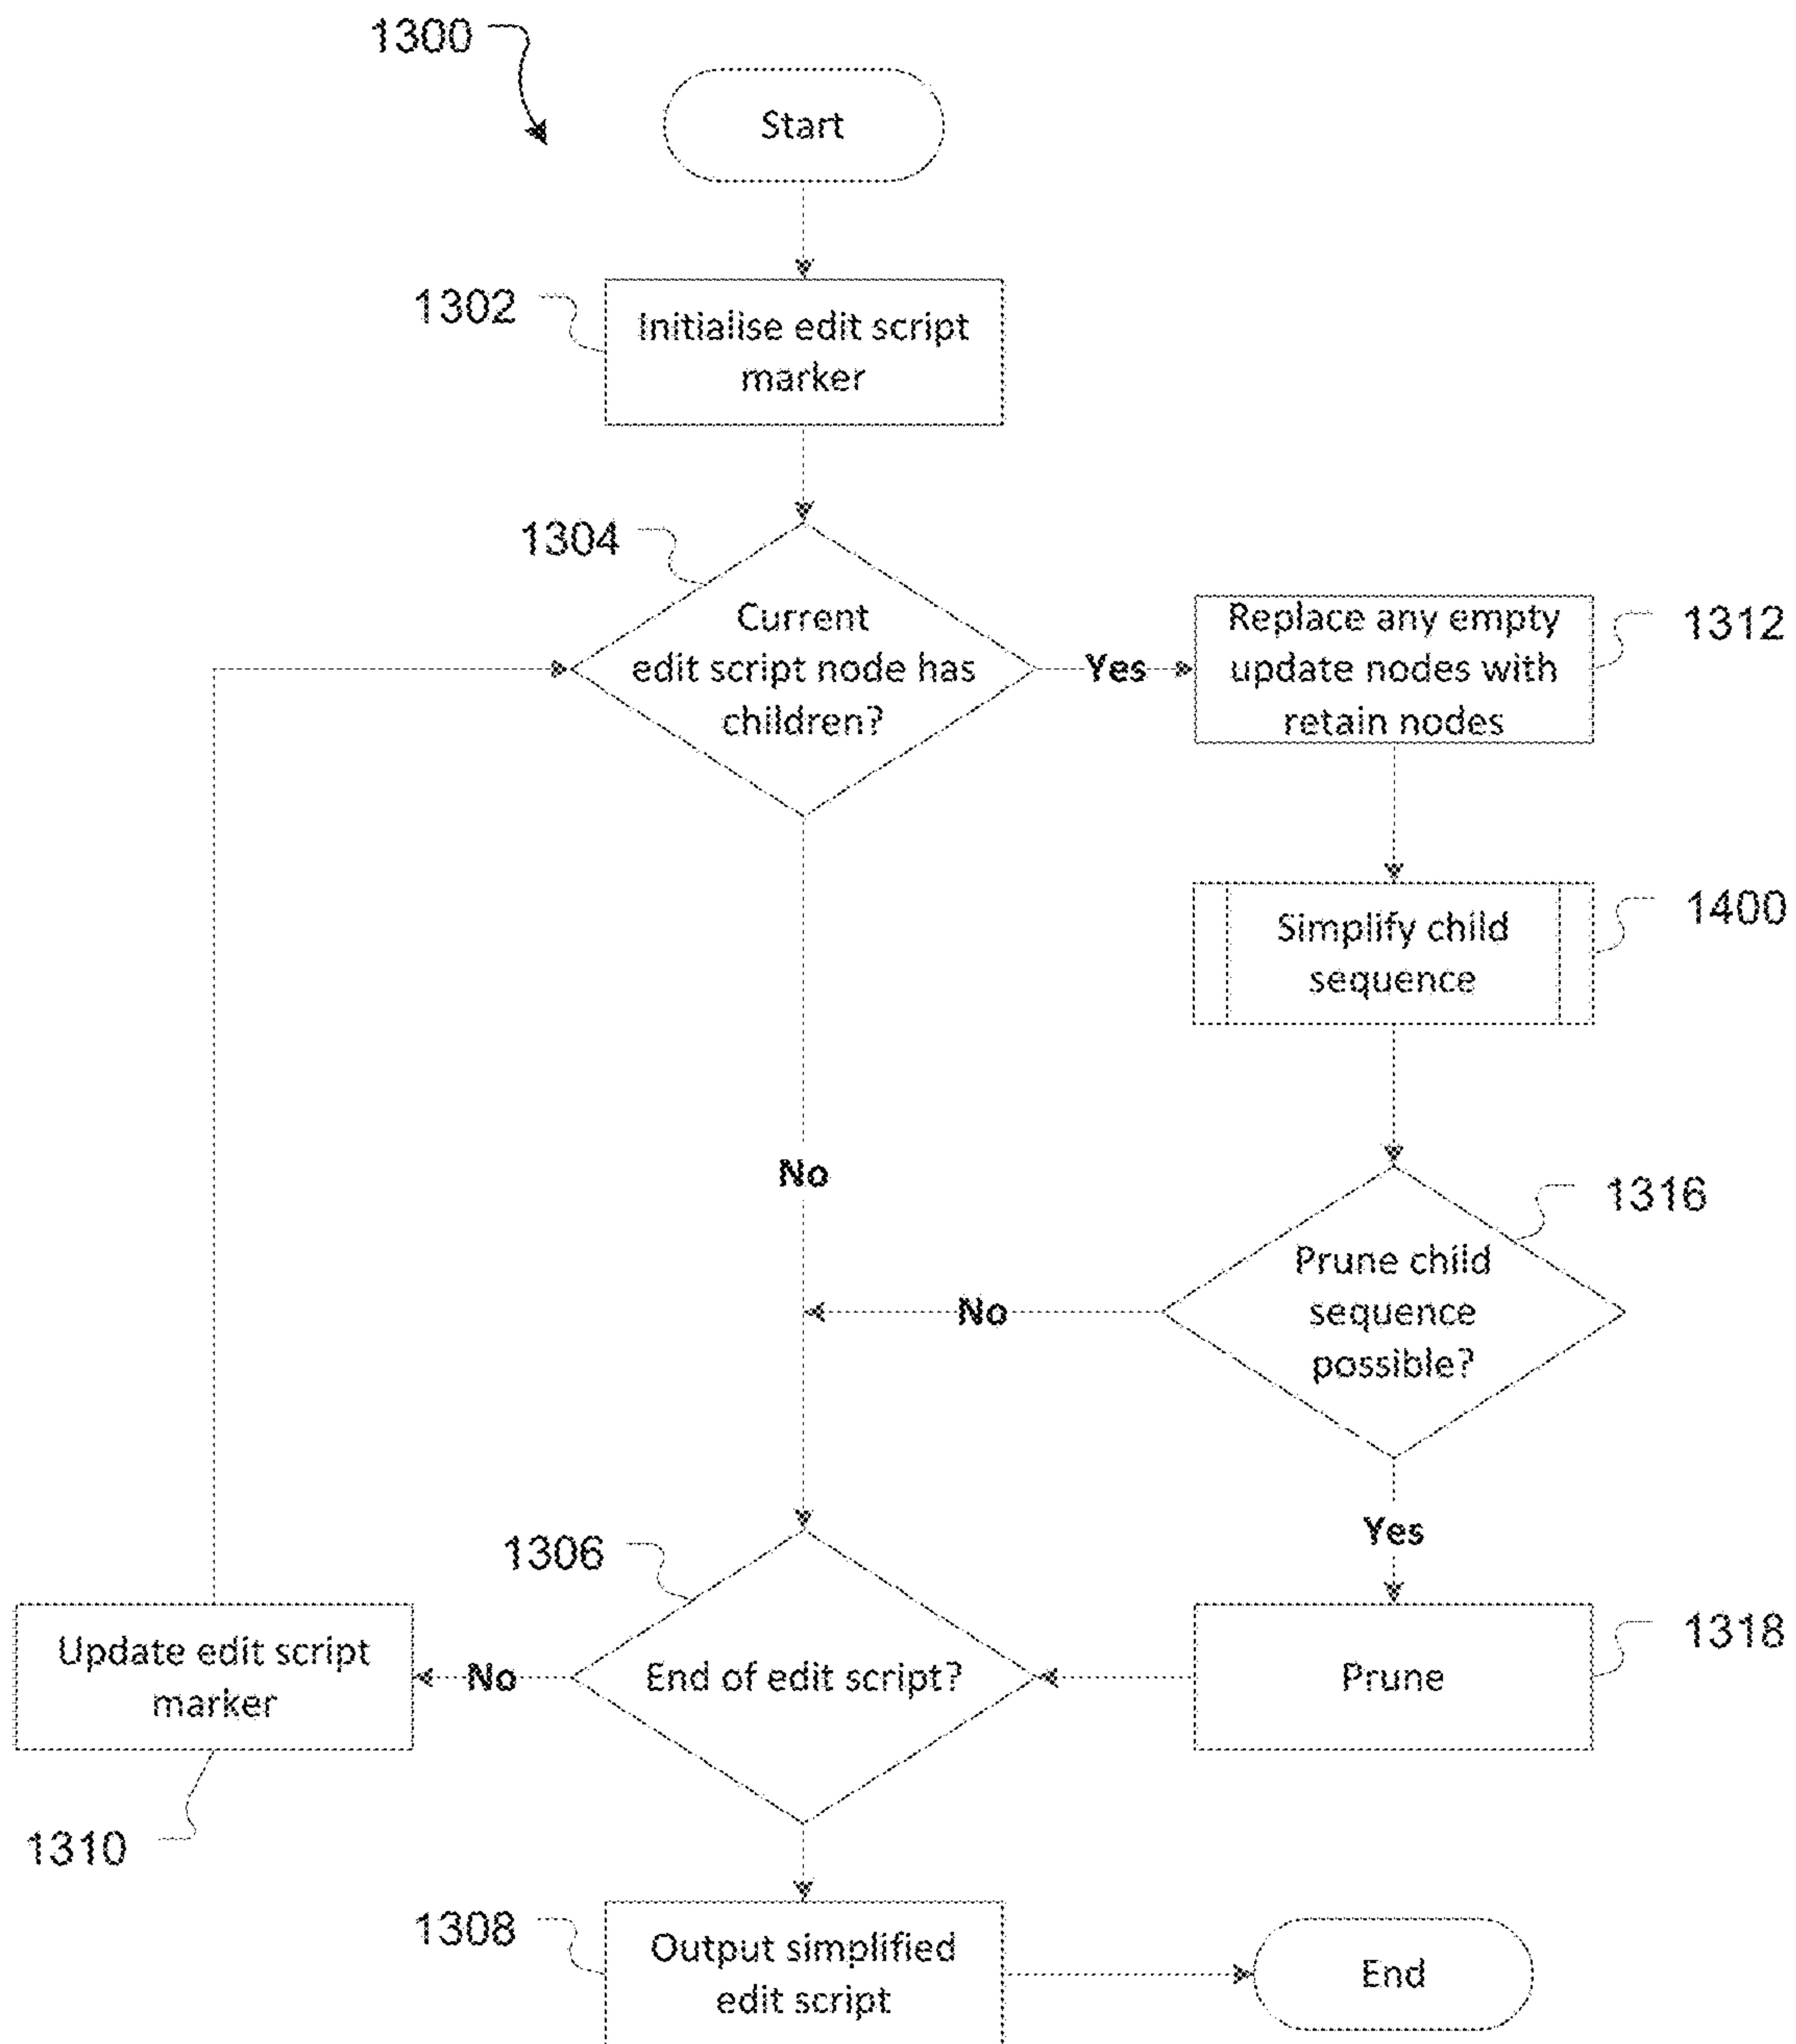 1300
Start
1302
Initialise edit script
marker
1304
Current
edit script node has
children?
Yes
Replace any empty
update nodes with
retain nodes
1312
Simplify child
sequence
1400
No
1316
Prune child
sequence
possible?
No
Yes
1306
End of edit script?
No
Update edit script
marker
1310
Prune
1318
1308
Output simplified
edit script
End